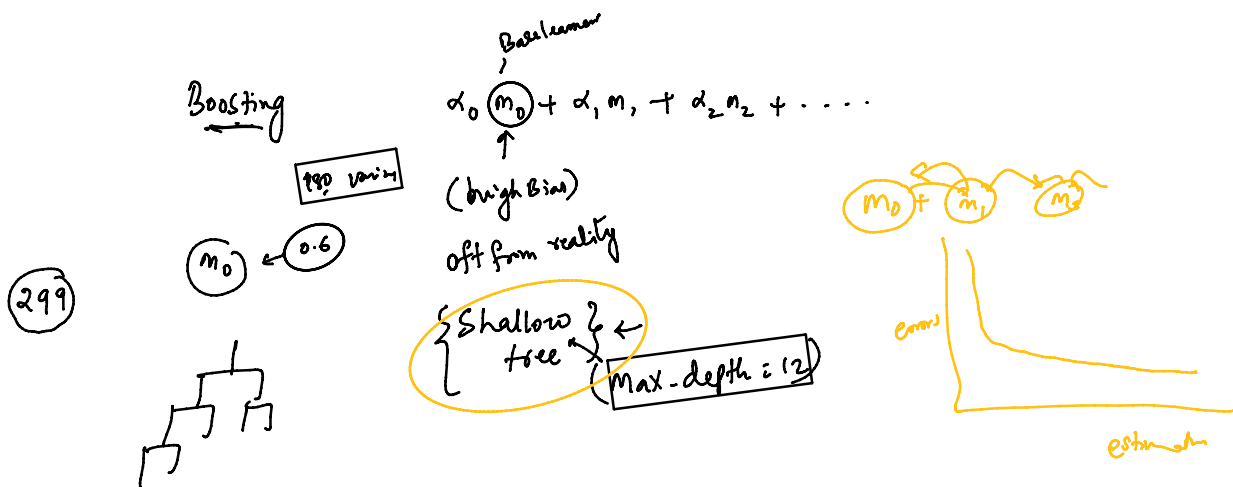 Base learner
Boosting
α₀ m₀ + α₁ m₁ + α₂ m₂ + ....
(high Bias)
m₀ + m₁ m₂
m₀ ← 0.6
off from reality
299
{ Shallow tree } ←
errors
(max-depth = 12)